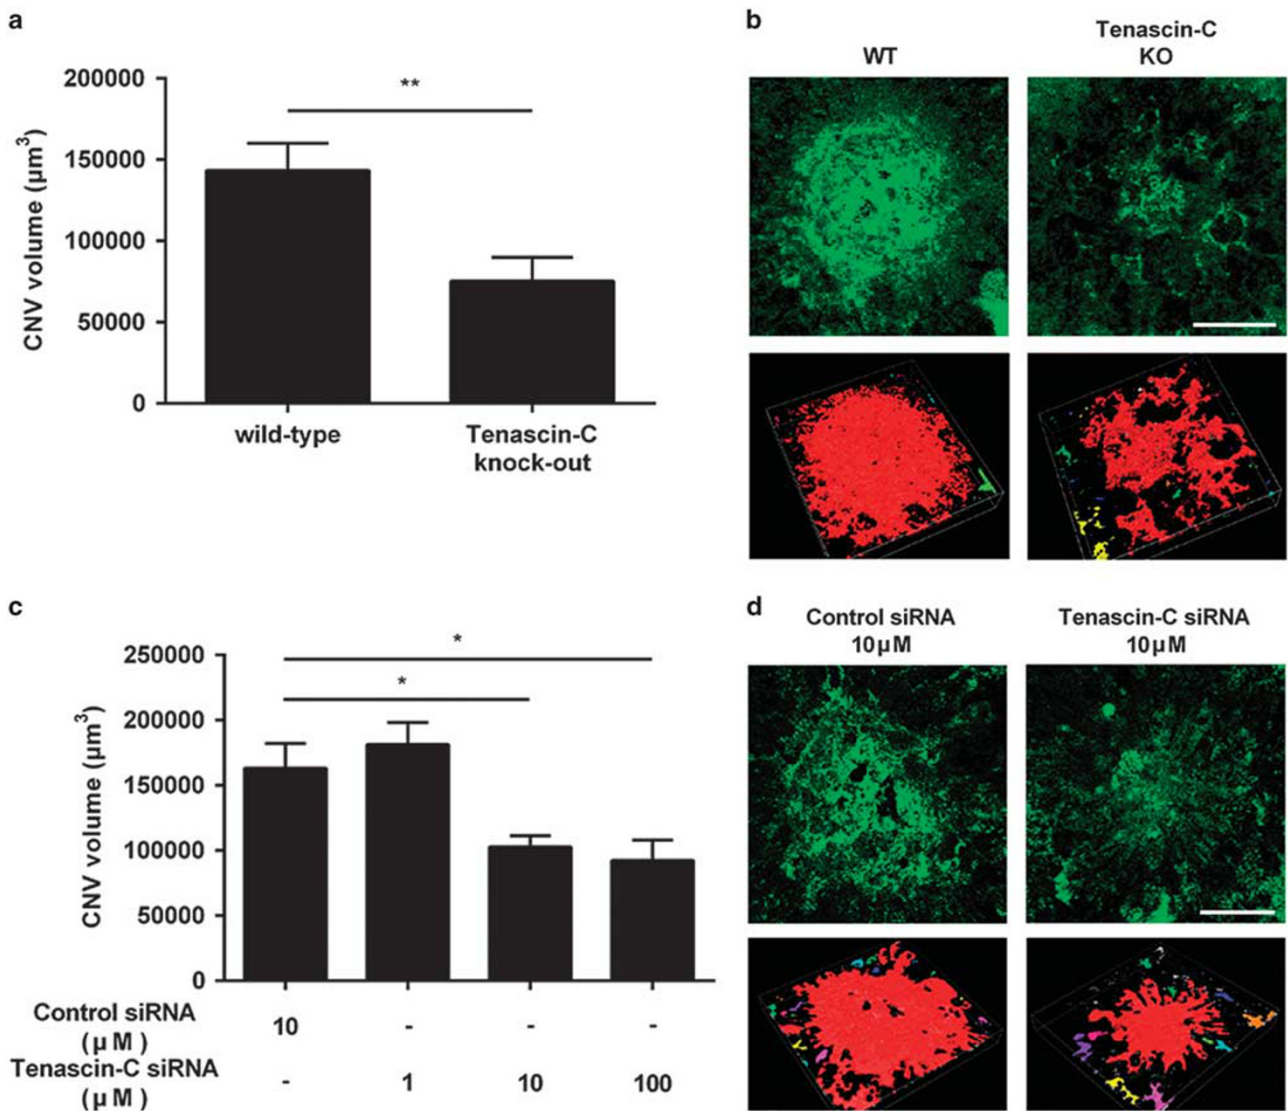 a
200000
150000
100000
50000
0
CNV volume (µm³)
**
wild-type
Tenascin-C
knock-out
b
WT
Tenascin-C
KO
c
250000
200000
150000
100000
50000
0
CNV volume (µm³)
*
*
Control siRNA
(µM)
10 - - -
Tenascin-C siRNA
(µM)
- 1 10 100
d
Control siRNA
10µM
Tenascin-C siRNA
10µM